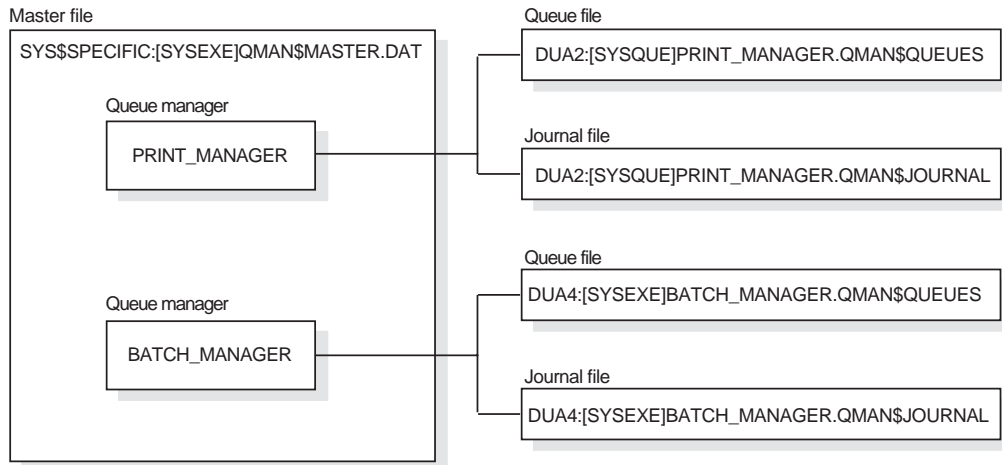 Master file
SYS$SPECIFIC:[SYSEXE]QMAN$MASTER.DAT
Queue manager
PRINT_MANAGER
Queue manager
BATCH_MANAGER
Queue file
DUA2:[SYSQUE]PRINT_MANAGER.QMAN$QUEUES
Journal file
DUA2:[SYSQUE]PRINT_MANAGER.QMAN$JOURNAL
Queue file
DUA4:[SYSEXE]BATCH_MANAGER.QMAN$QUEUES
Journal file
DUA4:[SYSEXE]BATCH_MANAGER.QMAN$JOURNAL